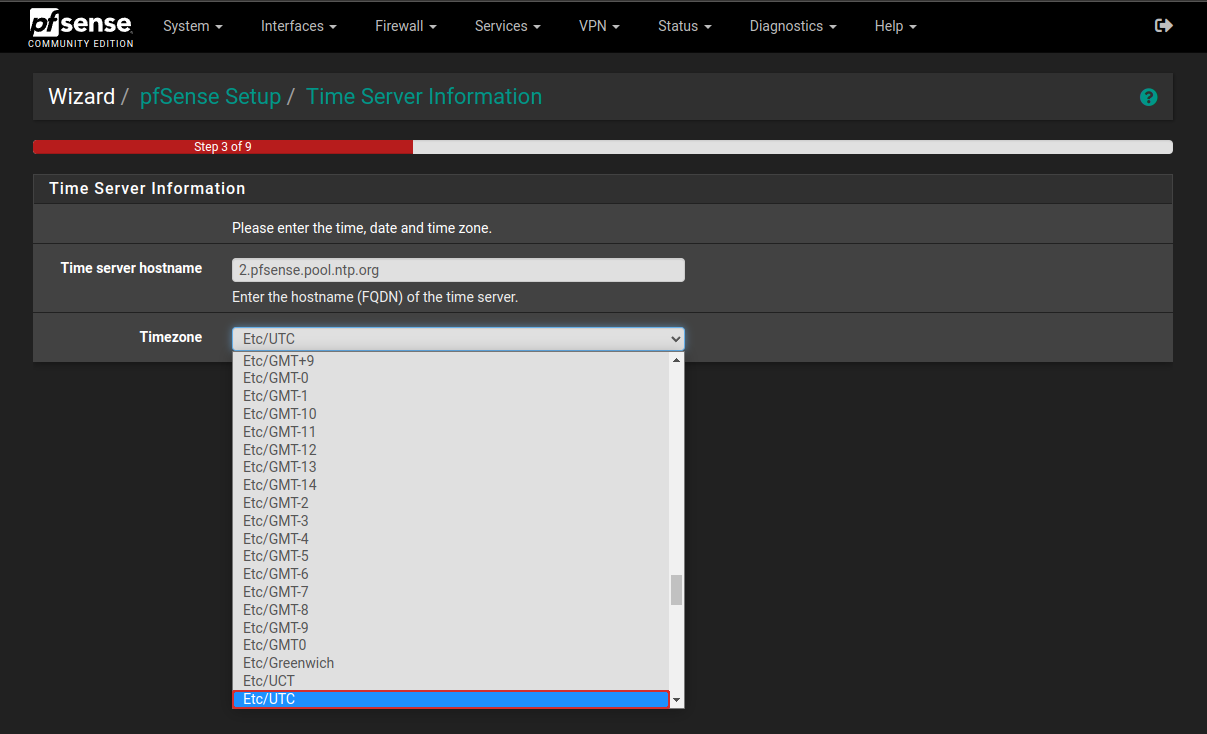 pfsense
COMMUNITY EDITION
System Interfaces Firewall Services VPN Status Diagnostics Help
Wizard / pfSense Setup / Time Server Information
Step 3 of 9
Time Server Information
Please enter the time, date and time zone.
Time server hostname 2.pfsense.pool.ntp.org
Enter the hostname (FQDN) of the time server.
Timezone Etc/UTC
Etc/GMT+9
Etc/GMT-0
Etc/GMT-1
Etc/GMT-10
Etc/GMT-11
Etc/GMT-12
Etc/GMT-13
Etc/GMT-14
Etc/GMT-2
Etc/GMT-3
Etc/GMT-4
Etc/GMT-5
Etc/GMT-6
Etc/GMT-7
Etc/GMT-8
Etc/GMT-9
Etc/GMT0
Etc/Greenwich
Etc/UCT
Etc/UTC